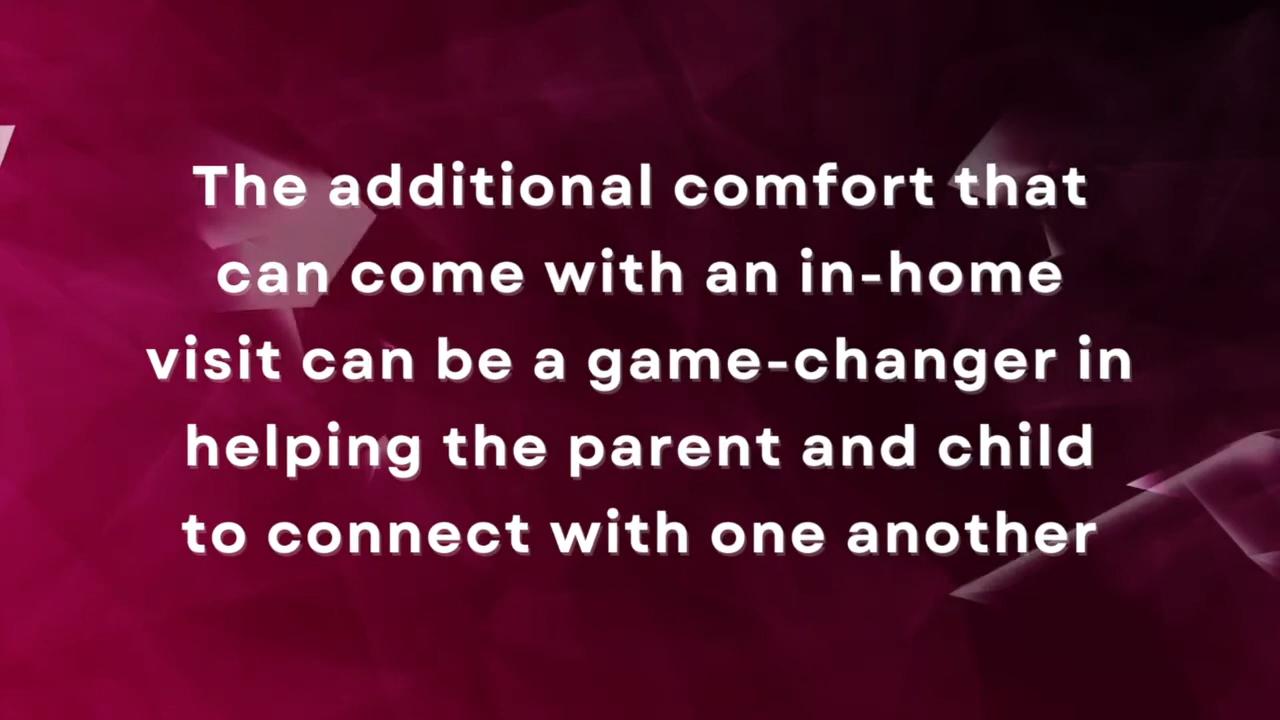 The additional comfort that
can come with an in-home
visit can be a game-changer in
helping the parent and child
to connect with one another